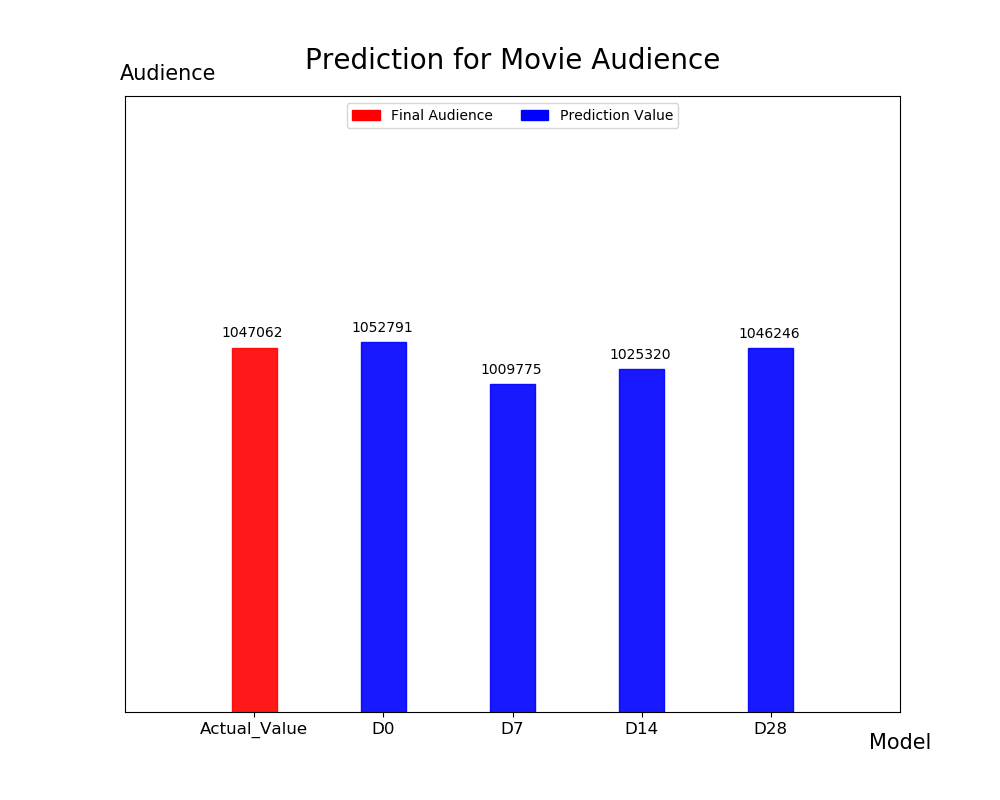 Prediction for Movie Audience
Audience
Final Audience
Prediction Value
1047062
1052791
1009775
1025320
1046246
Actual_Value
D0
D7
D14
D28
Model